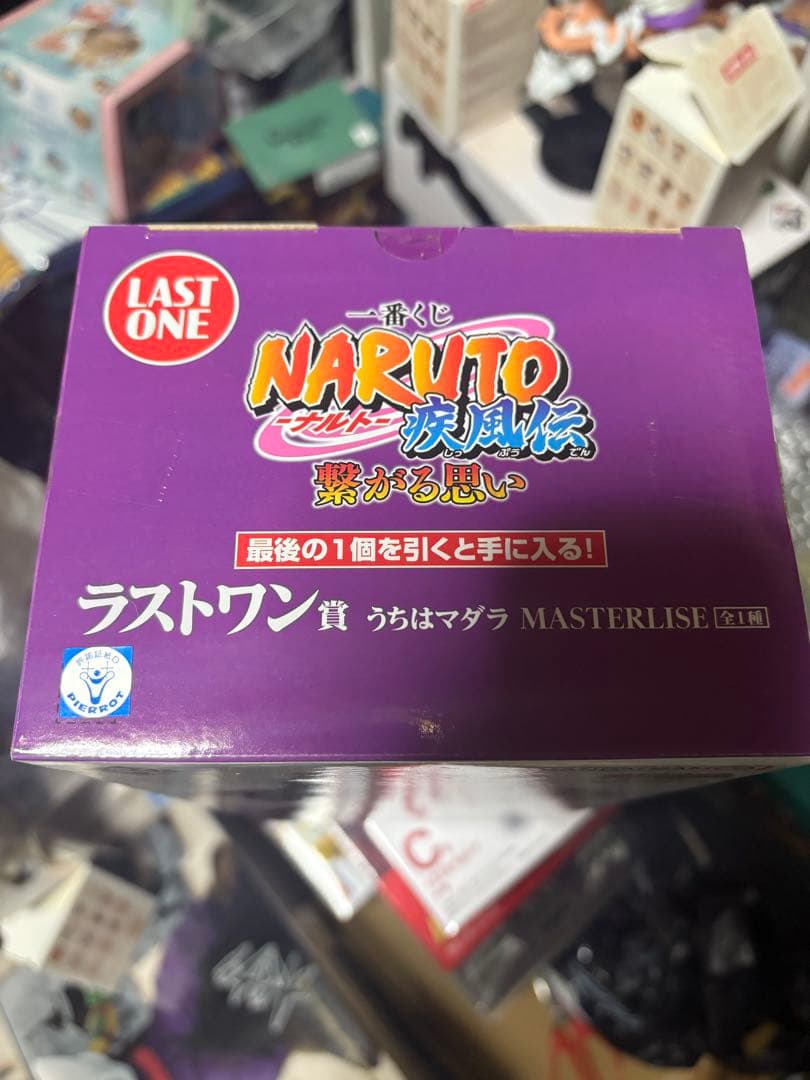 LAST
ONE
一番くじ
NARUTO
-ナルト-
疾風伝
しっ ぷう でん
繋がる思い
最後の1個を引くと手に入る!
ラストワン賞 うちはマダラ MASTERLISE 全1種
PIERROT